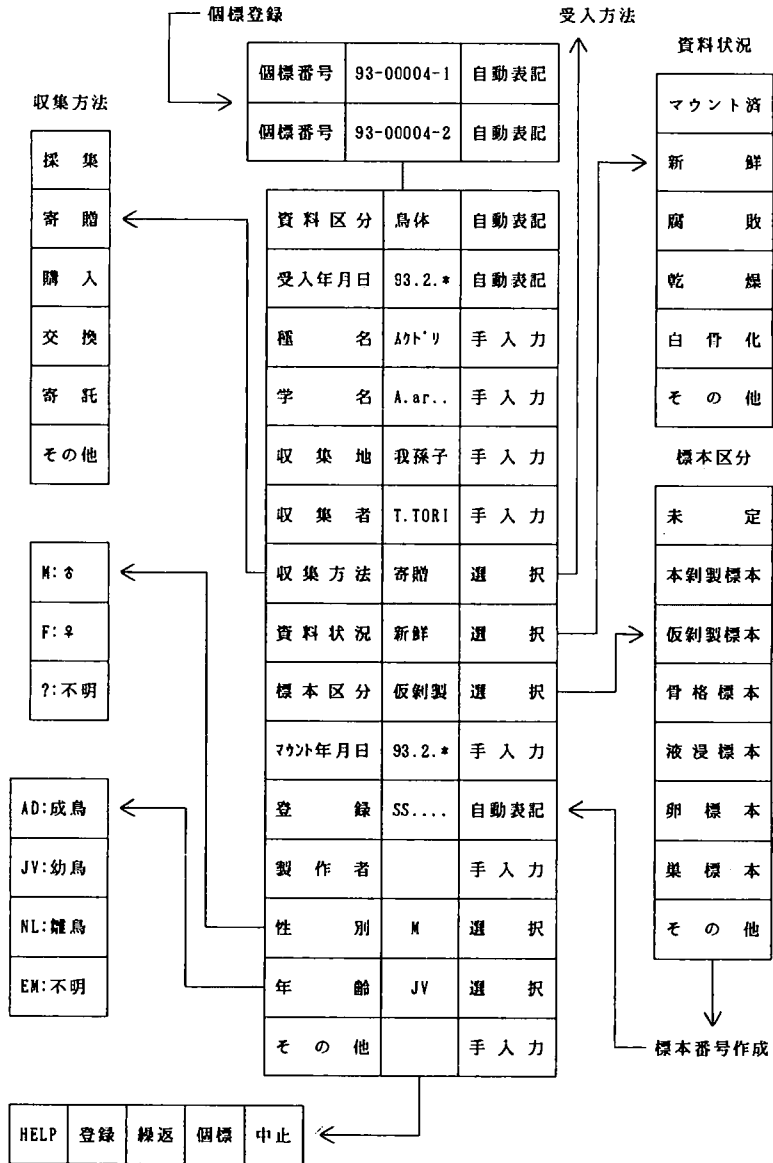 個標登録
受入方法
個標番号 93-00004-1 自動表記
個標番号 93-00004-2 自動表記
収集方法
採集
寄贈
購入
交換
寄託
その他
資料状況
マウント済
新鮮
腐敗
乾燥
白骨化
その他
資料区分 鳥体 自動表記
受入年月日 93.2.* 自動表記
種名 ｱｸﾄﾞﾘ 手入力
学名 A.ar.. 手入力
収集地 我孫子 手入力
収集者 T.TORI 手入力
収集方法 寄贈 選択
資料状況 新鮮 選択
標本区分 仮剝製 選択
ﾏｳﾝﾄ年月日 93.2.* 手入力
登録 SS.... 自動表記
製作者 手入力
性別 M 選択
年齢 JV 選択
その他 手入力
標本区分
未定
本剝製標本
仮剝製標本
骨格標本
液浸標本
卵標本
巣標本
その他
標本番号作成
M:♂
F:♀
?:不明
AD:成鳥
JV:幼鳥
NL:雛鳥
EM:不明
HELP 登録 繰返 個標 中止